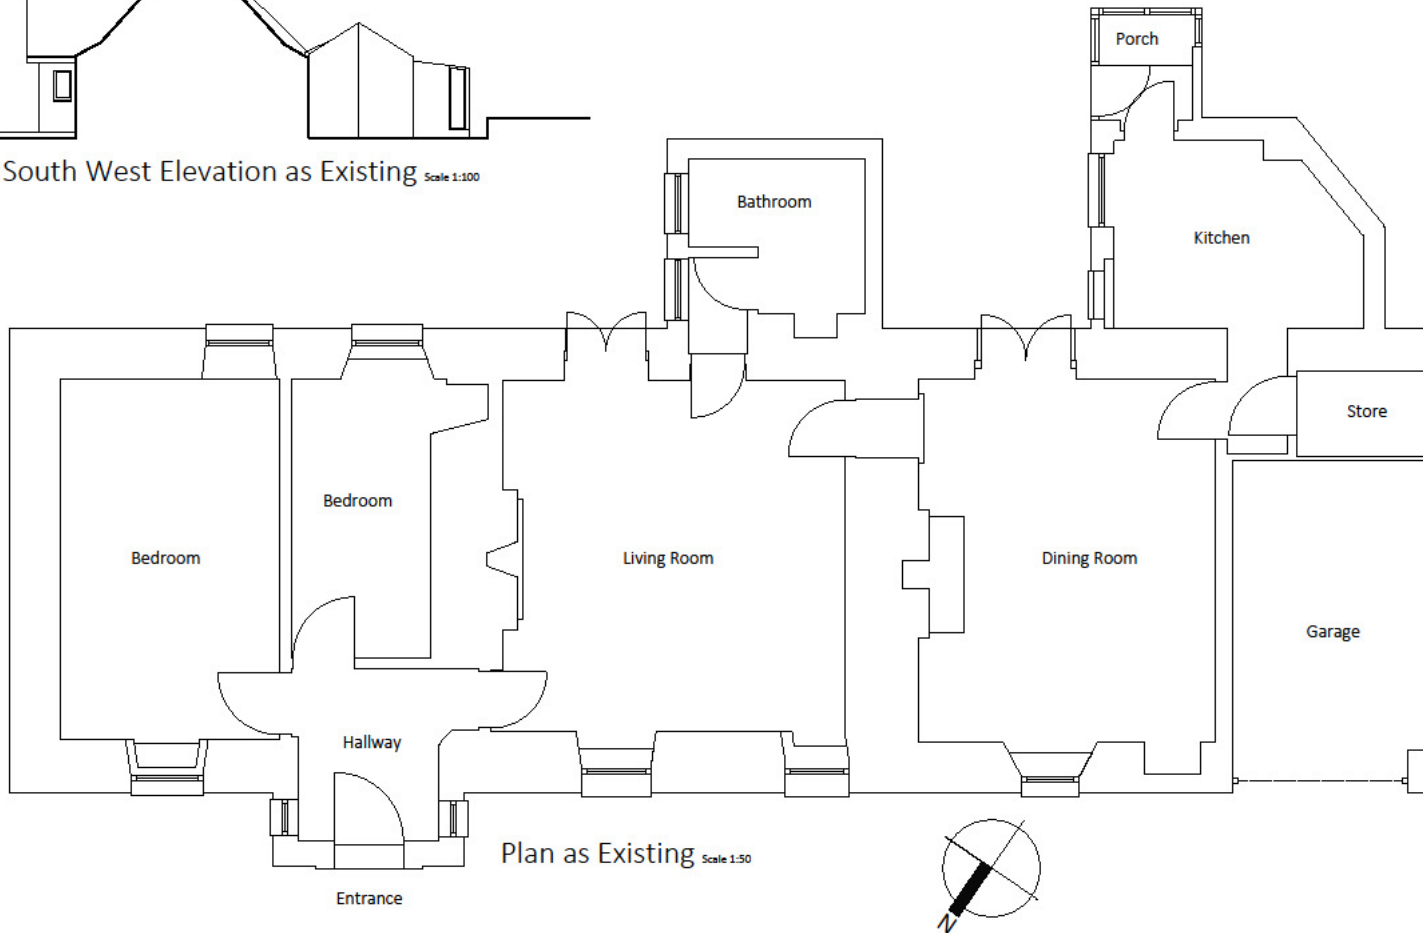 Porch
South West Elevation as Existing Scale 1:100
Bathroom
Kitchen
Store
Bedroom
Bedroom
Living Room
Dining Room
Garage
Hallway
Plan as Existing Scale 1:50
Entrance
N